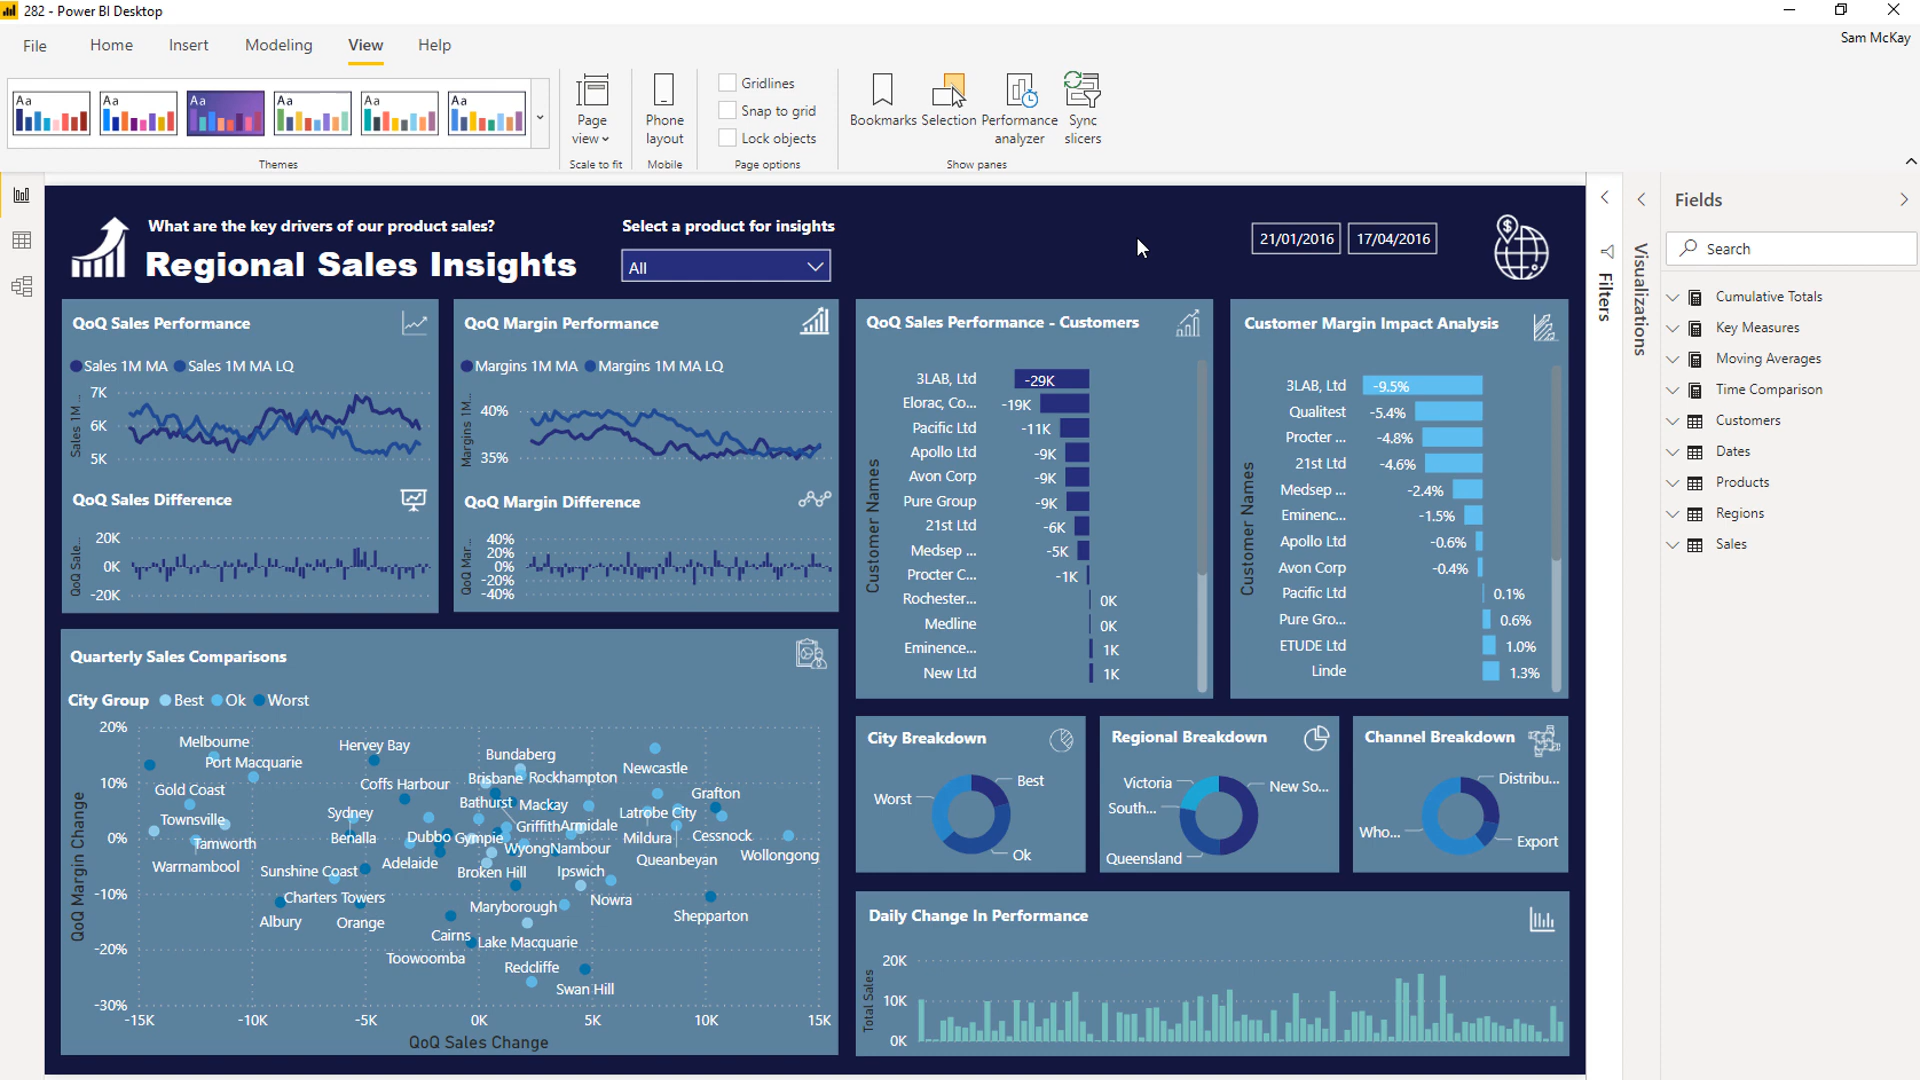 282 - Power BI Desktop
Sam McKay
File Home Insert Modeling View Help
Aa Aa Aa Aa Aa Aa
Themes
Page view
Scale to fit
Phone layout
Mobile
Gridlines
Snap to grid
Lock objects
Page options
Bookmarks
Selection
Performance analyzer
Sync slicers
Show panes
What are the key drivers of our product sales?
Regional Sales Insights
Select a product for insights
All
21/01/2016 17/04/2016
QoQ Sales Performance
Sales 1M MA Sales 1M MA LQ
Sales 1M ...
7K
6K
5K
QoQ Sales Difference
QoQ Sale...
20K
0K
-20K
QoQ Margin Performance
Margins 1M MA Margins 1M MA LQ
Margins 1M...
40%
35%
QoQ Margin Difference
QoQ Mar...
40%
20%
0%
-20%
-40%
QoQ Sales Performance - Customers
Customer Names
3LAB, Ltd -29K
Elorac, Co... -19K
Pacific Ltd -11K
Apollo Ltd -9K
Avon Corp -9K
Pure Group -9K
21st Ltd -6K
Medsep ... -5K
Procter C... -1K
Rochester... 0K
Medline 0K
Eminence... 1K
New Ltd 1K
Customer Margin Impact Analysis
Customer Names
3LAB, Ltd -9.5%
Qualitest -5.4%
Procter ... -4.8%
21st Ltd -4.6%
Medsep ... -2.4%
Eminenc... -1.5%
Apollo Ltd -0.6%
Avon Corp -0.4%
Pacific Ltd 0.1%
Pure Gro... 0.6%
ETUDE Ltd 1.0%
Linde 1.3%
Quarterly Sales Comparisons
City Group Best Ok Worst
QoQ Margin Change
20%
10%
0%
-10%
-20%
-30%
Melbourne
Port Macquarie
Hervey Bay
Bundaberg
Newcastle
Gold Coast
Coffs Harbour
Brisbane Rockhampton
Grafton
Townsville
Sydney
Bathurst Mackay
Latrobe City
Tamworth
Benalla
Dubbo Gympie
Griffith Armidale
Mildura
Cessnock
Warrnambool
Sunshine Coast
Adelaide
Wyong Nambour
Queanbeyan
Wollongong
Broken Hill
Ipswich
Charters Towers
Maryborough
Nowra
Albury
Orange
Shepparton
Cairns
Lake Macquarie
Toowoomba
Redcliffe
Swan Hill
-15K -10K -5K 0K 5K 10K 15K
QoQ Sales Change
City Breakdown
Worst
Best
Ok
Regional Breakdown
Victoria
South...
Queensland
New So...
Channel Breakdown
Distribu...
Who...
Export
Daily Change In Performance
Total Sales
20K
10K
0K
Filters
Visualizations
Fields
Search
Cumulative Totals
Key Measures
Moving Averages
Time Comparison
Customers
Dates
Products
Regions
Sales